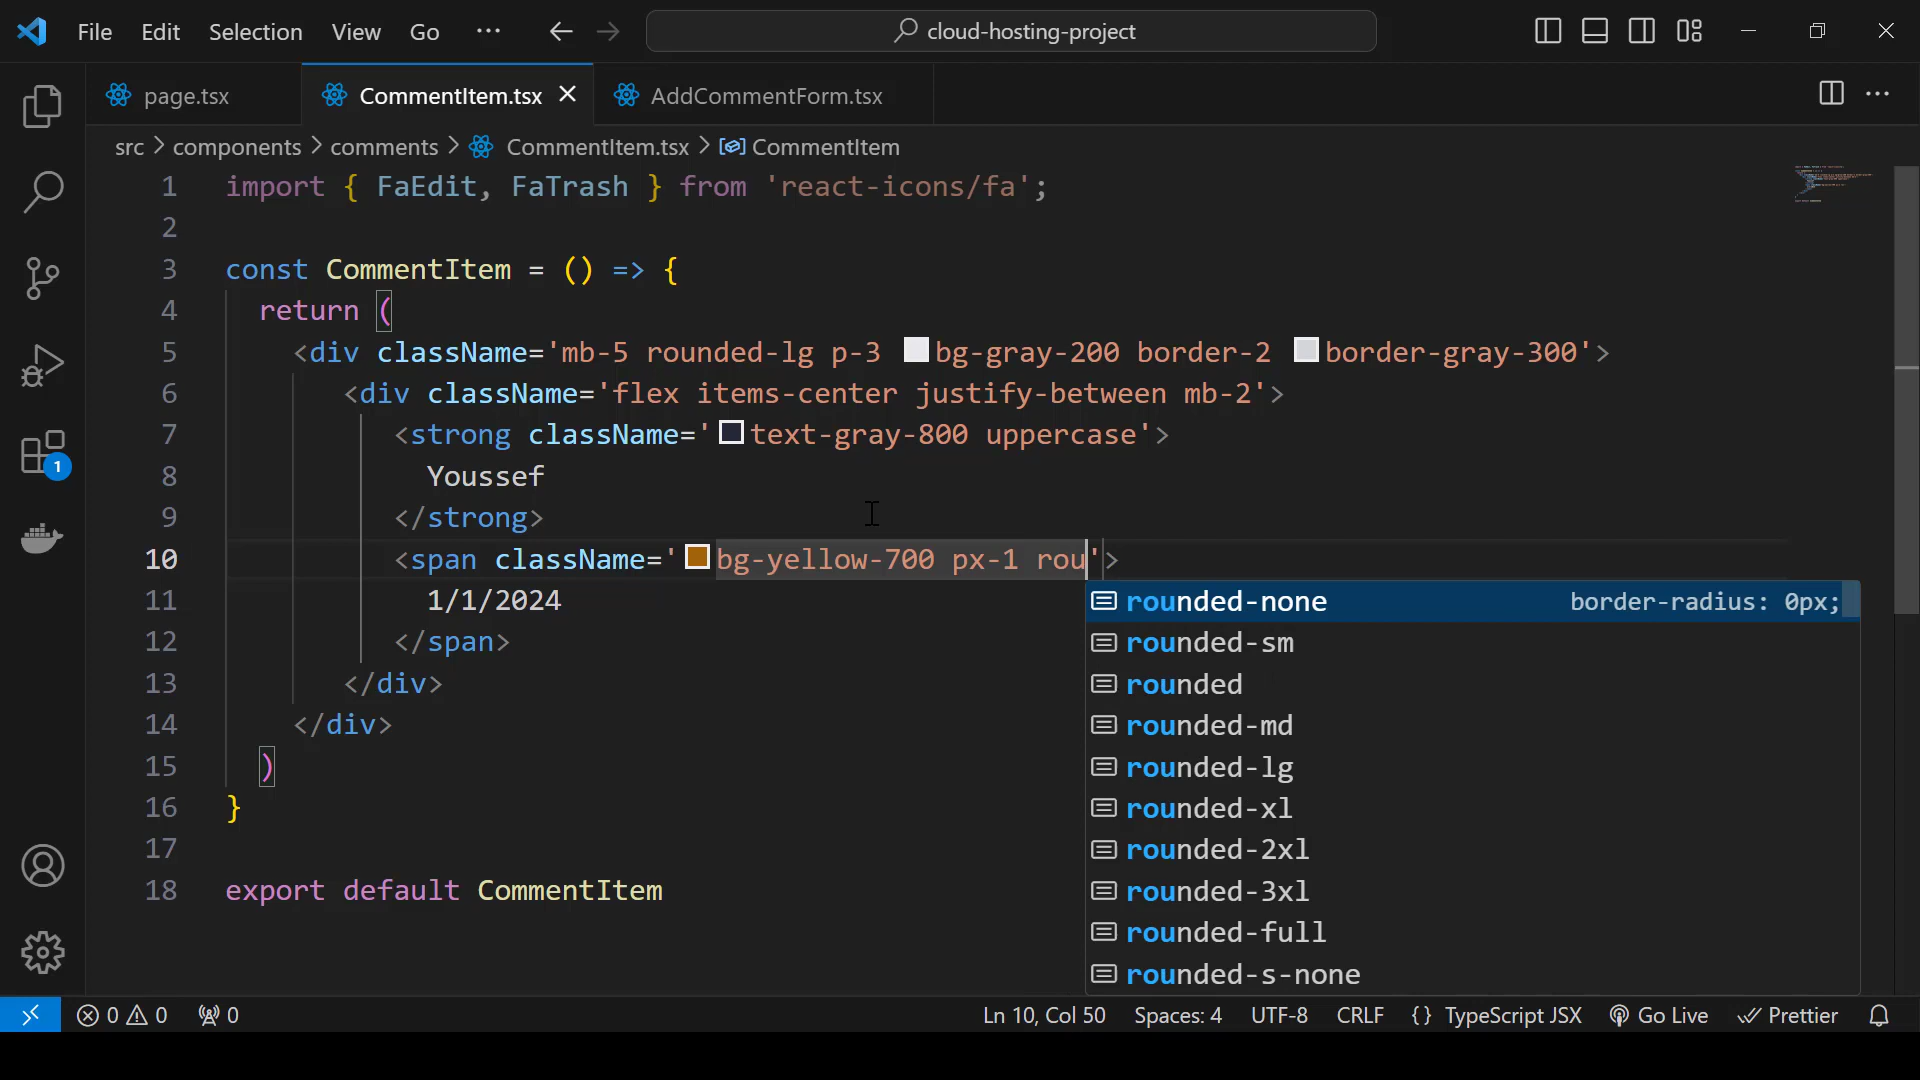 File Edit Selection View Go ··· cloud-hosting-project
page.tsx CommentItem.tsx AddCommentForm.tsx
src > components > comments > CommentItem.tsx > CommentItem
1 import { FaEdit, FaTrash } from 'react-icons/fa';
2
3 const CommentItem = () => {
4 return (
5 <div className='mb-5 rounded-lg p-3 bg-gray-200 border-2 border-gray-300'>
6 <div className='flex items-center justify-between mb-2'>
7 <strong className='text-gray-800 uppercase'>
8 Youssef
9 </strong>
10 <span className='bg-yellow-700 px-1 rou'>
11 1/1/2024
12 </span>
13 </div>
14 </div>
15 )
16 }
17
18 export default CommentItem
rounded-none border-radius: 0px;
rounded-sm
rounded
rounded-md
rounded-lg
rounded-xl
rounded-2xl
rounded-3xl
rounded-full
rounded-s-none
1
0 0 0 Ln 10, Col 50 Spaces: 4 UTF-8 CRLF {} TypeScript JSX Go Live Prettier